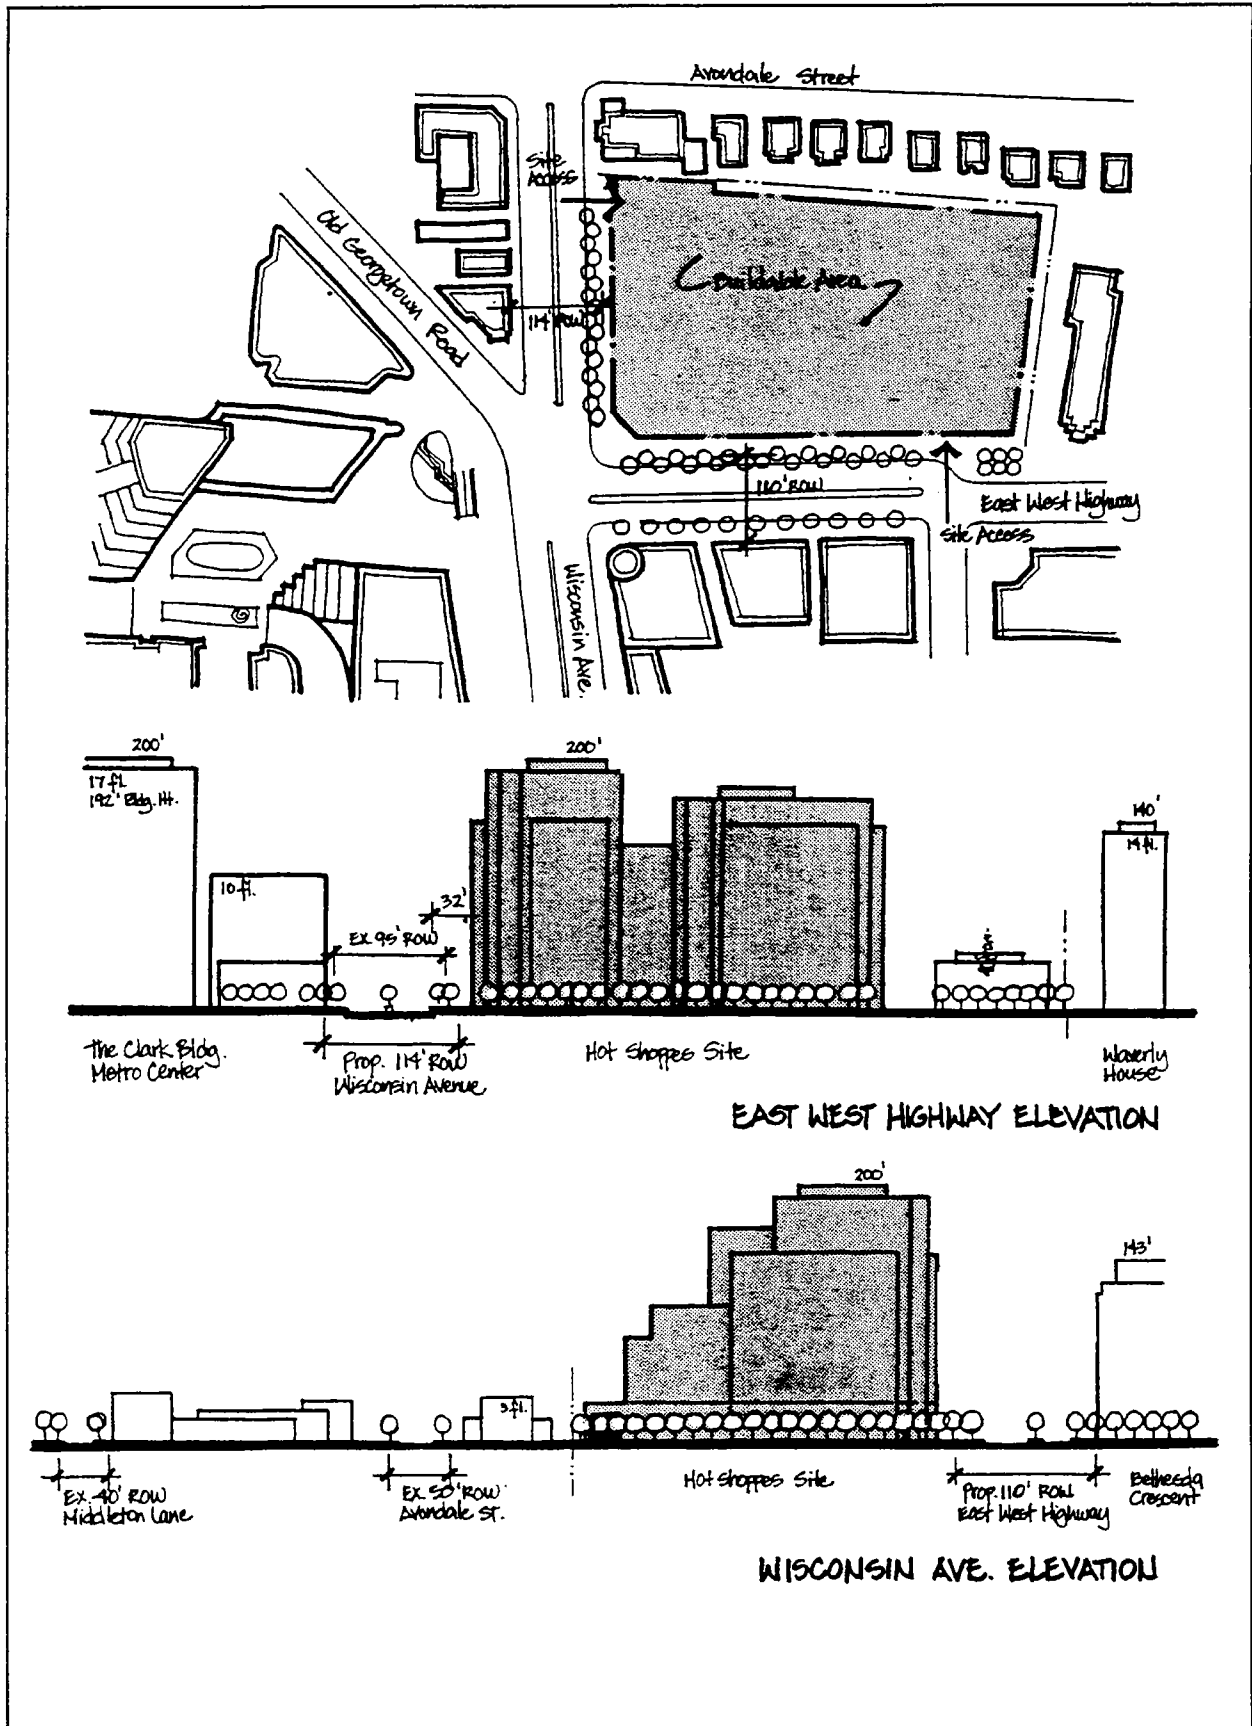 Avondale Street
Site
Access
Old Georgetown Road
Buildable Area
114' ROW
110' ROW
East West Highway
Site Access
Wisconsin Ave.
200'
17 fl.
192' Bldg. Ht.
200'
140'
14 fl.
10 fl.
32'
Ex. 95' ROW
The Clark Bldg.
Metro Center
Prop. 114' ROW
Wisconsin Avenue
Hot Shoppes Site
Waverly
House
EAST WEST HIGHWAY ELEVATION
200'
143'
3 fl.
Ex. 40' ROW
Middleton Lane
Ex. 50' ROW
Avondale St.
Hot Shoppes Site
Prop. 110' ROW
East West Highway
Bethesda
Crescent
WISCONSIN AVE. ELEVATION